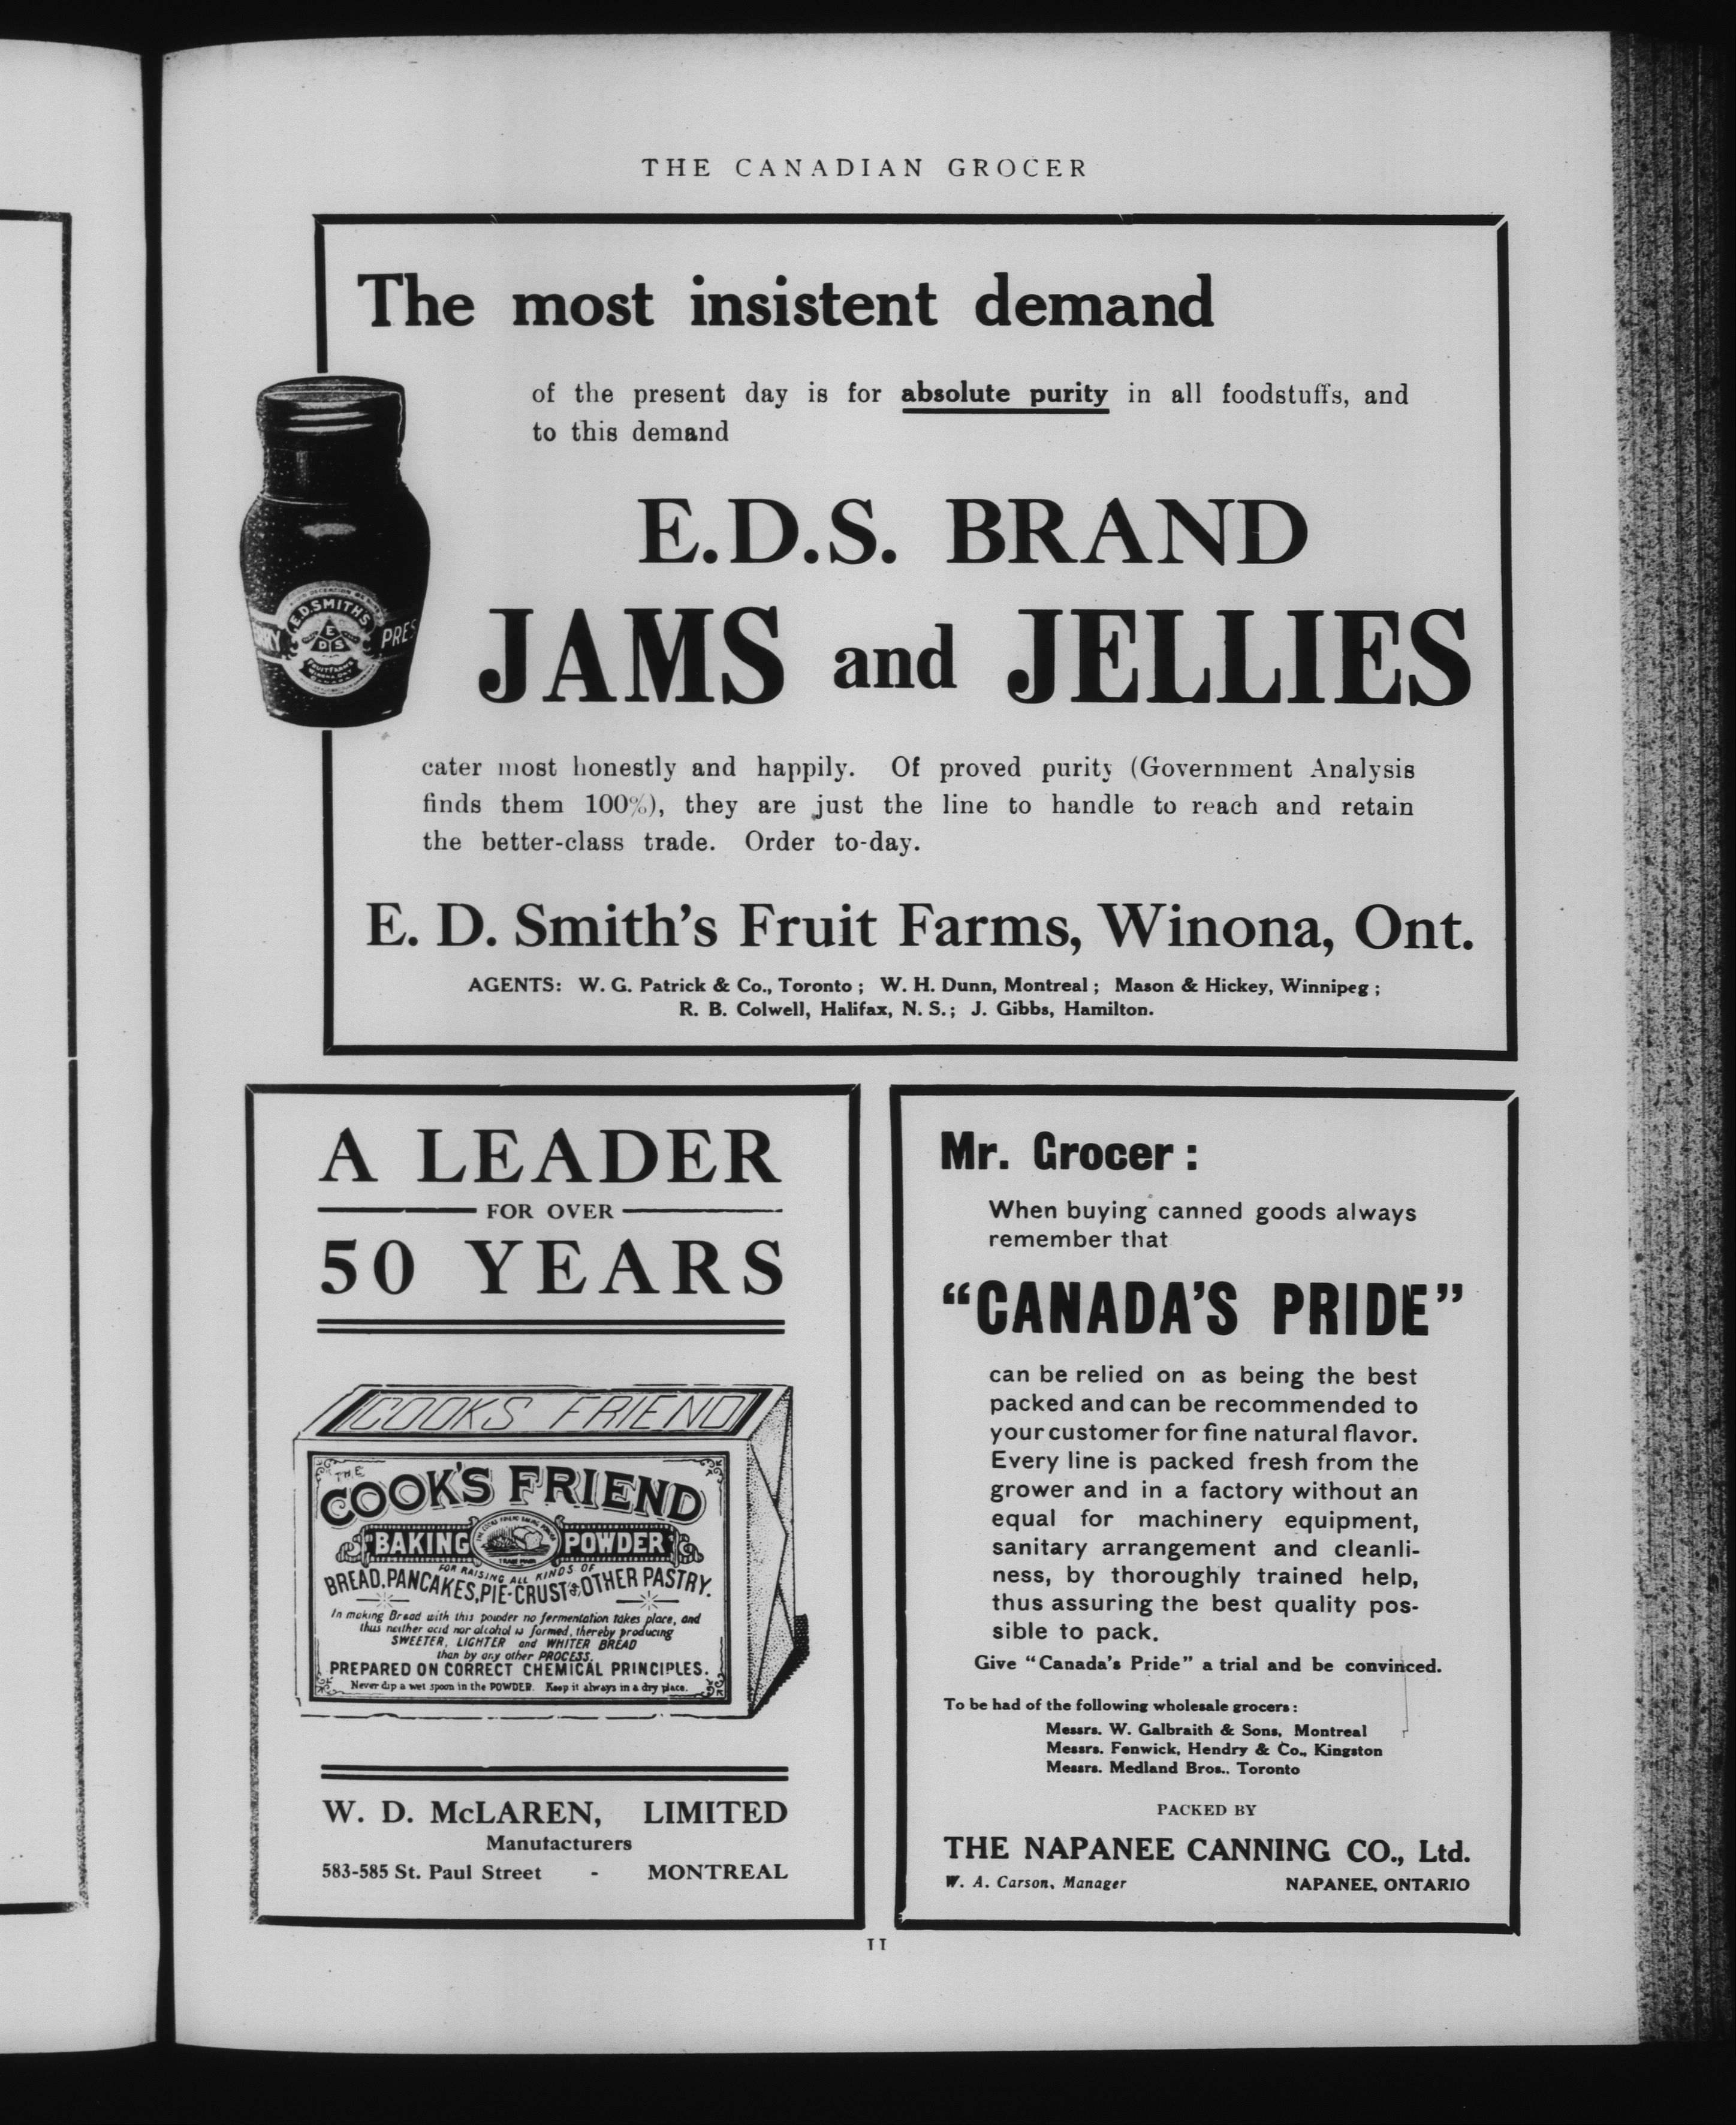 THE CANADIAN GROCER
The most insistent demand
of the present day is for absolute purity in all foodstuffs, and
to this demand
E.D.S. BRAND
JAMS and JELLIES
E.D.SMITH'S
RRY
PRES
E
D S
FRUIT FARMS
WINONA ONT
cater most honestly and happily. Of proved purity (Government Analysis
finds them 100%), they are just the line to handle to reach and retain
the better-class trade. Order to-day.
E. D. Smith's Fruit Farms, Winona, Ont.
AGENTS: W. G. Patrick & Co., Toronto; W. H. Dunn, Montreal; Mason & Hickey, Winnipeg;
R. B. Colwell, Halifax, N. S.; J. Gibbs, Hamilton.
A LEADER
FOR OVER
50 YEARS
COOKS FRIEND
THE
COOK'S FRIEND
BAKING POWDER
TRADE MARK
FOR RAISING ALL KINDS OF
BREAD, PANCAKES, PIE-CRUST & OTHER PASTRY.
In making Bread with this powder no fermentation takes place, and
thus neither acid nor alcohol is formed, thereby producing
SWEETER, LIGHTER and WHITER BREAD
than by any other PROCESS.
PREPARED ON CORRECT CHEMICAL PRINCIPLES.
Never dip a wet spoon in the POWDER. Keep it always in a dry place.
W. D. McLAREN, LIMITED
Manufacturers
583-585 St. Paul Street - MONTREAL
Mr. Grocer:
When buying canned goods always
remember that
"CANADA'S PRIDE"
can be relied on as being the best
packed and can be recommended to
your customer for fine natural flavor.
Every line is packed fresh from the
grower and in a factory without an
equal for machinery equipment,
sanitary arrangement and cleanli-
ness, by thoroughly trained help,
thus assuring the best quality pos-
sible to pack.
Give "Canada's Pride" a trial and be convinced.
To be had of the following wholesale grocers:
Messrs. W. Galbraith & Sons, Montreal
Messrs. Fenwick, Hendry & Co., Kingston
Messrs. Medland Bros., Toronto
PACKED BY
THE NAPANEE CANNING CO., Ltd.
W. A. Carson, Manager NAPANEE, ONTARIO
11